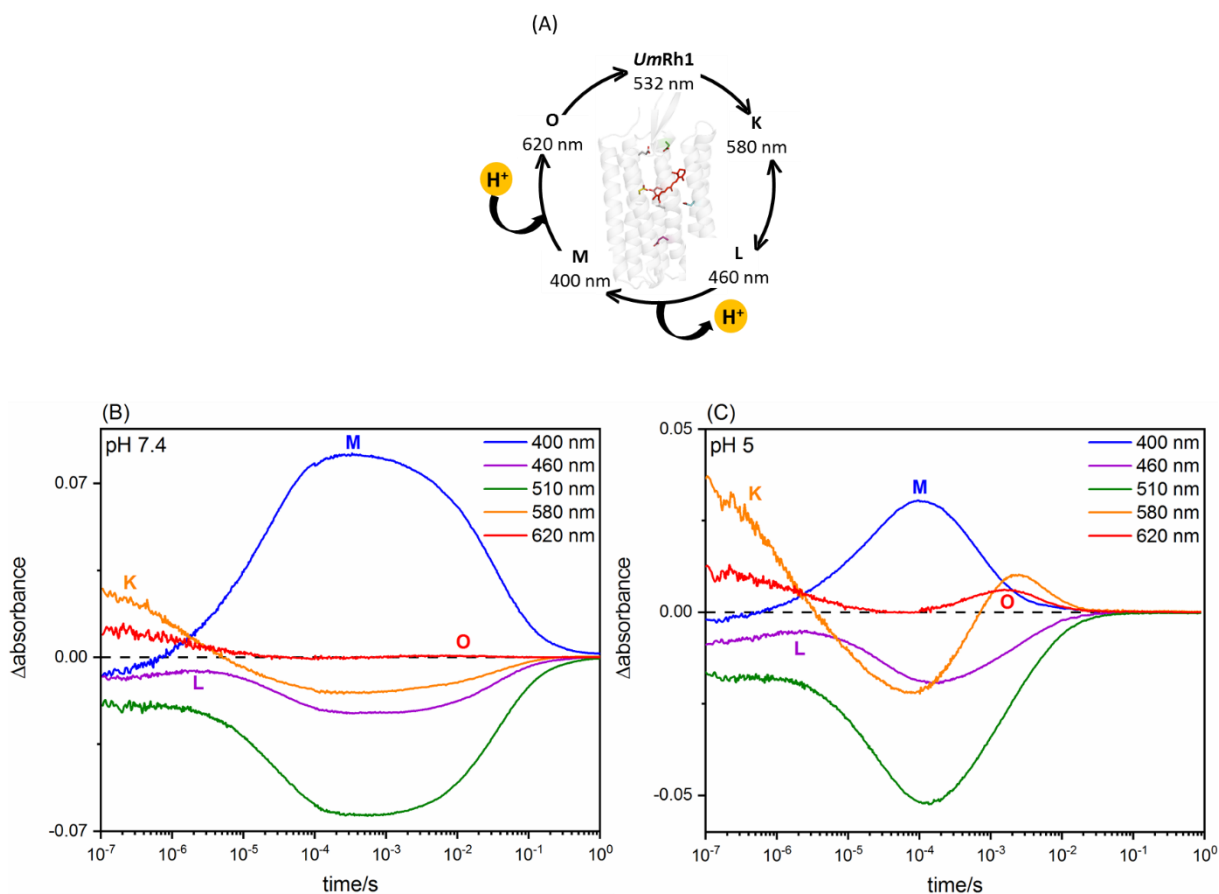 (A)
UmRh1
532 nm
O
620 nm
K
580 nm
H⁺
M
400 nm
L
460 nm
H⁺
(B)
pH 7.4
M
400 nm
460 nm
510 nm
580 nm
620 nm
K
L
O
0.07
0.00
-0.07
Δabsorbance
10⁻⁷ 10⁻⁶ 10⁻⁵ 10⁻⁴ 10⁻³ 10⁻² 10⁻¹ 10⁰
time/s
(C)
pH 5
K
M
400 nm
460 nm
510 nm
580 nm
620 nm
L
O
0.05
0.00
-0.05
Δabsorbance
10⁻⁷ 10⁻⁶ 10⁻⁵ 10⁻⁴ 10⁻³ 10⁻² 10⁻¹ 10⁰
time/s